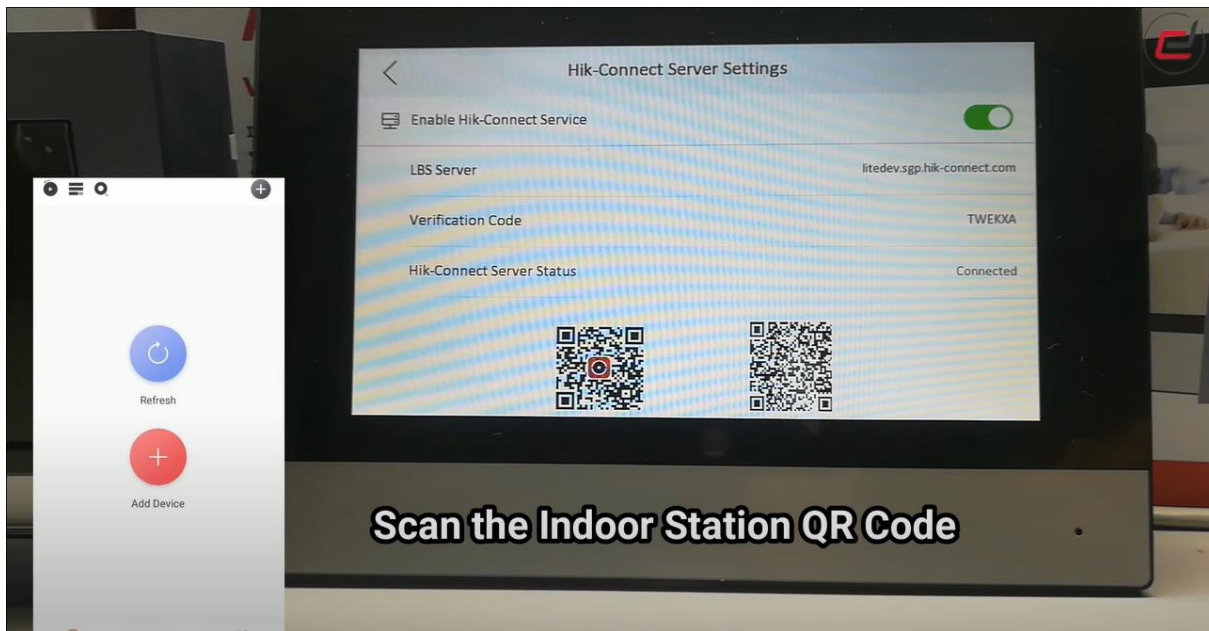 Hik-Connect Server Settings
Enable Hik-Connect Service
LBS Server
litedev.sgp.hik-connect.com
Verification Code
TWEKXA
Hik-Connect Server Status
Connected
Refresh
Add Device
Scan the Indoor Station QR Code